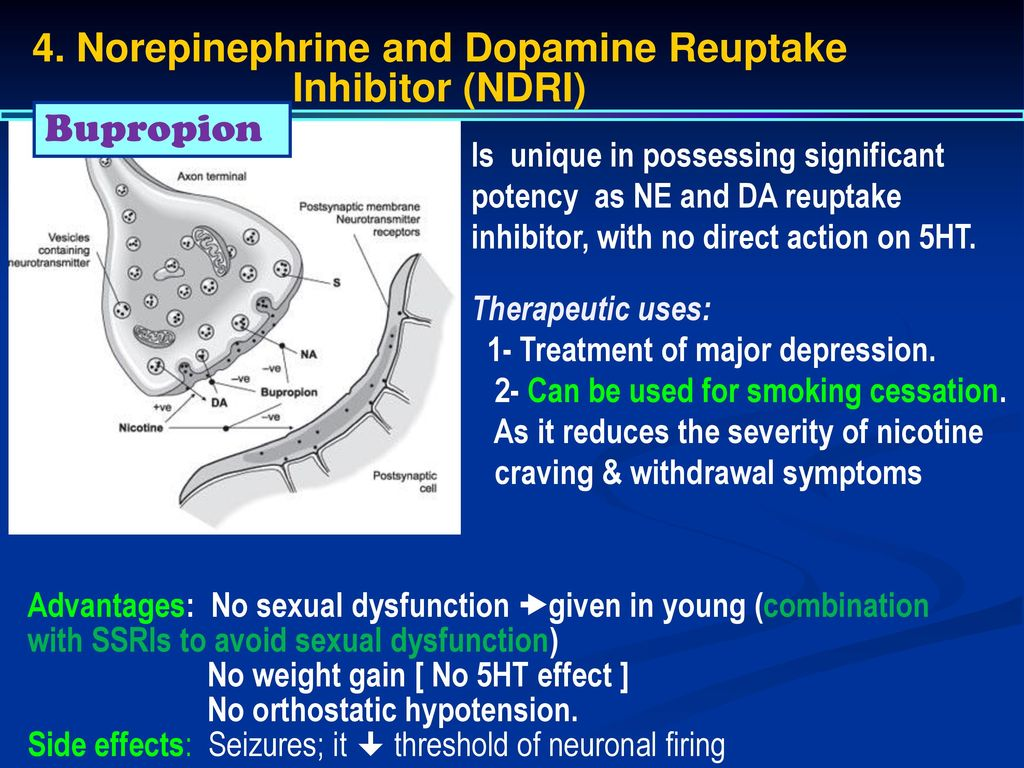 4. Norepinephrine and Dopamine Reuptake
Inhibitor (NDRI)
Bupropion
Axon terminal
Postsynaptic membrane
Neurotransmitter
receptors
Vesicles
containing
neurotransmitter
S
NA
–ve
–ve
Bupropion
DA
+ve
–ve
Nicotine
Postsynaptic
cell
Is unique in possessing significant
potency as NE and DA reuptake
inhibitor, with no direct action on 5HT.
Therapeutic uses:
1- Treatment of major depression.
2- Can be used for smoking cessation.
As it reduces the severity of nicotine
craving & withdrawal symptoms
Advantages: No sexual dysfunction 🡆given in young (combination
with SSRIs to avoid sexual dysfunction)
No weight gain [ No 5HT effect ]
No orthostatic hypotension.
Side effects: Seizures; it 🡇 threshold of neuronal firing